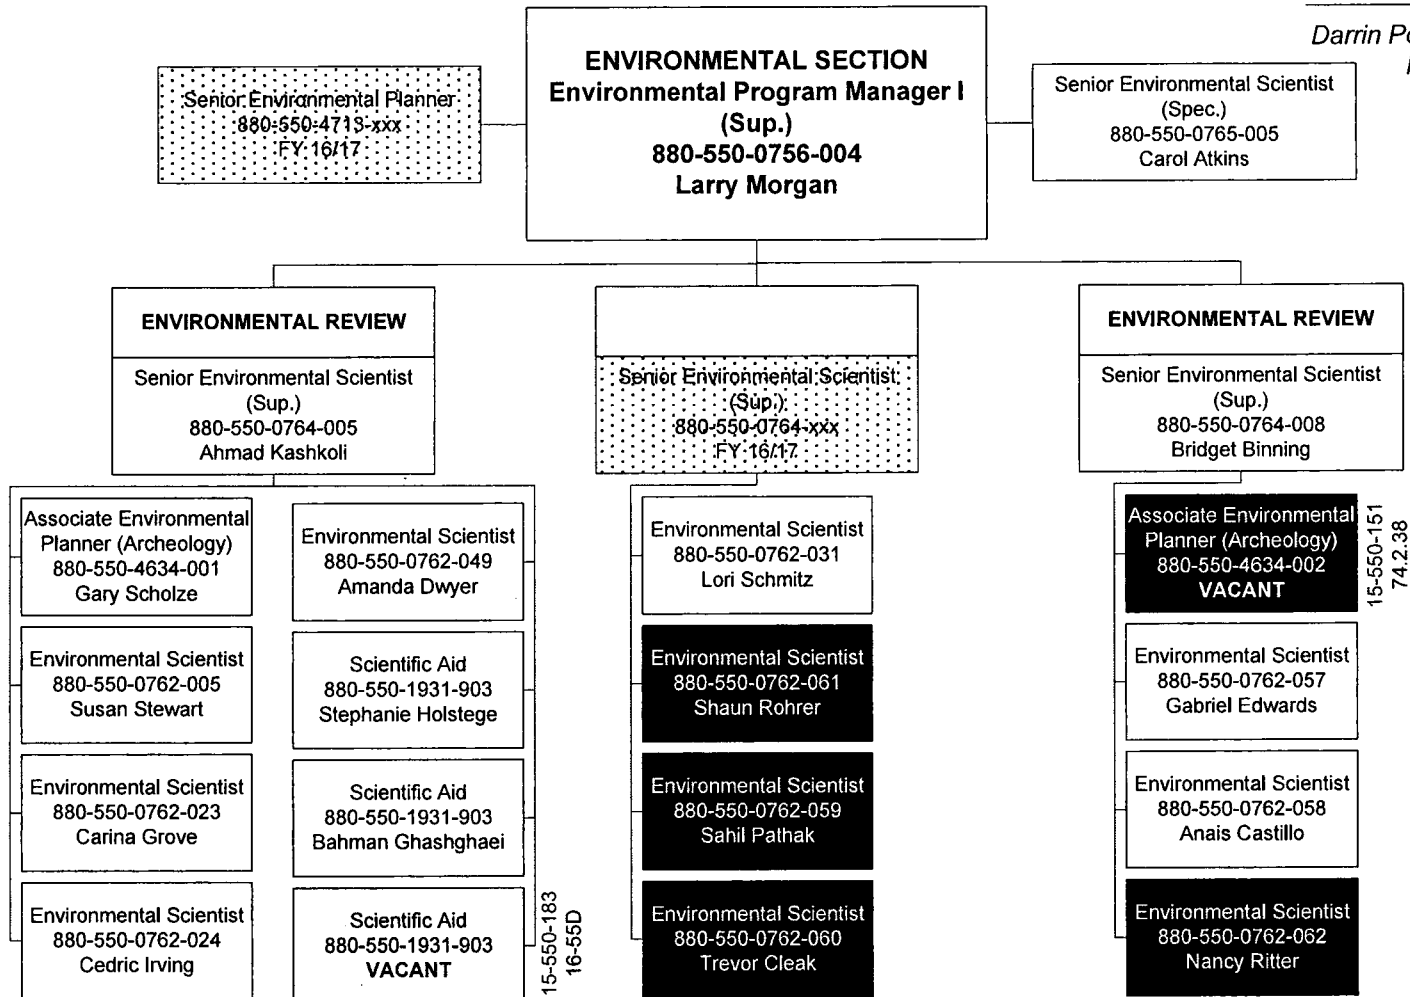 Darrin
ENVIRONMENTAL SECTION
Environmental Program Manager I
(Sup.)
880-550-0756-004
Larry Morgan
Senior Environmental Planner
880-550-4713-xxx
FY 16/17
Senior Environmental Scientist
(Spec.)
880-550-0765-005
Carol Atkins
ENVIRONMENTAL REVIEW
Senior Environmental Scientist
(Sup.)
880-550-0764-005
Ahmad Kashkoli
Associate Environmental
Planner (Archeology)
880-550-4634-001
Gary Scholze
Environmental Scientist
880-550-0762-005
Susan Stewart
Environmental Scientist
880-550-0762-023
Carina Grove
Environmental Scientist
880-550-0762-024
Cedric Irving
Environmental Scientist
880-550-0762-049
Amanda Dwyer
Scientific Aid
880-550-1931-903
Stephanie Holstege
Scientific Aid
880-550-1931-903
Bahman Ghashghaei
Scientific Aid
880-550-1931-903
VACANT
15-550-183
16-55D
Senior Environmental Scientist
(Sup.)
880-550-0764-xxx
FY 16/17
Environmental Scientist
880-550-0762-031
Lori Schmitz
Environmental Scientist
880-550-0762-061
Shaun Rohrer
Environmental Scientist
880-550-0762-059
Sahil Pathak
Environmental Scientist
880-550-0762-060
Trevor Cleak
ENVIRONMENTAL REVIEW
Senior Environmental Scientist
(Sup.)
880-550-0764-008
Bridget Binning
Associate Environmental
Planner (Archeology)
880-550-4634-002
VACANT
15-550-151
74.2.38
Environmental Scientist
880-550-0762-057
Gabriel Edwards
Environmental Scientist
880-550-0762-058
Anais Castillo
Environmental Scientist
880-550-0762-062
Nancy Ritter